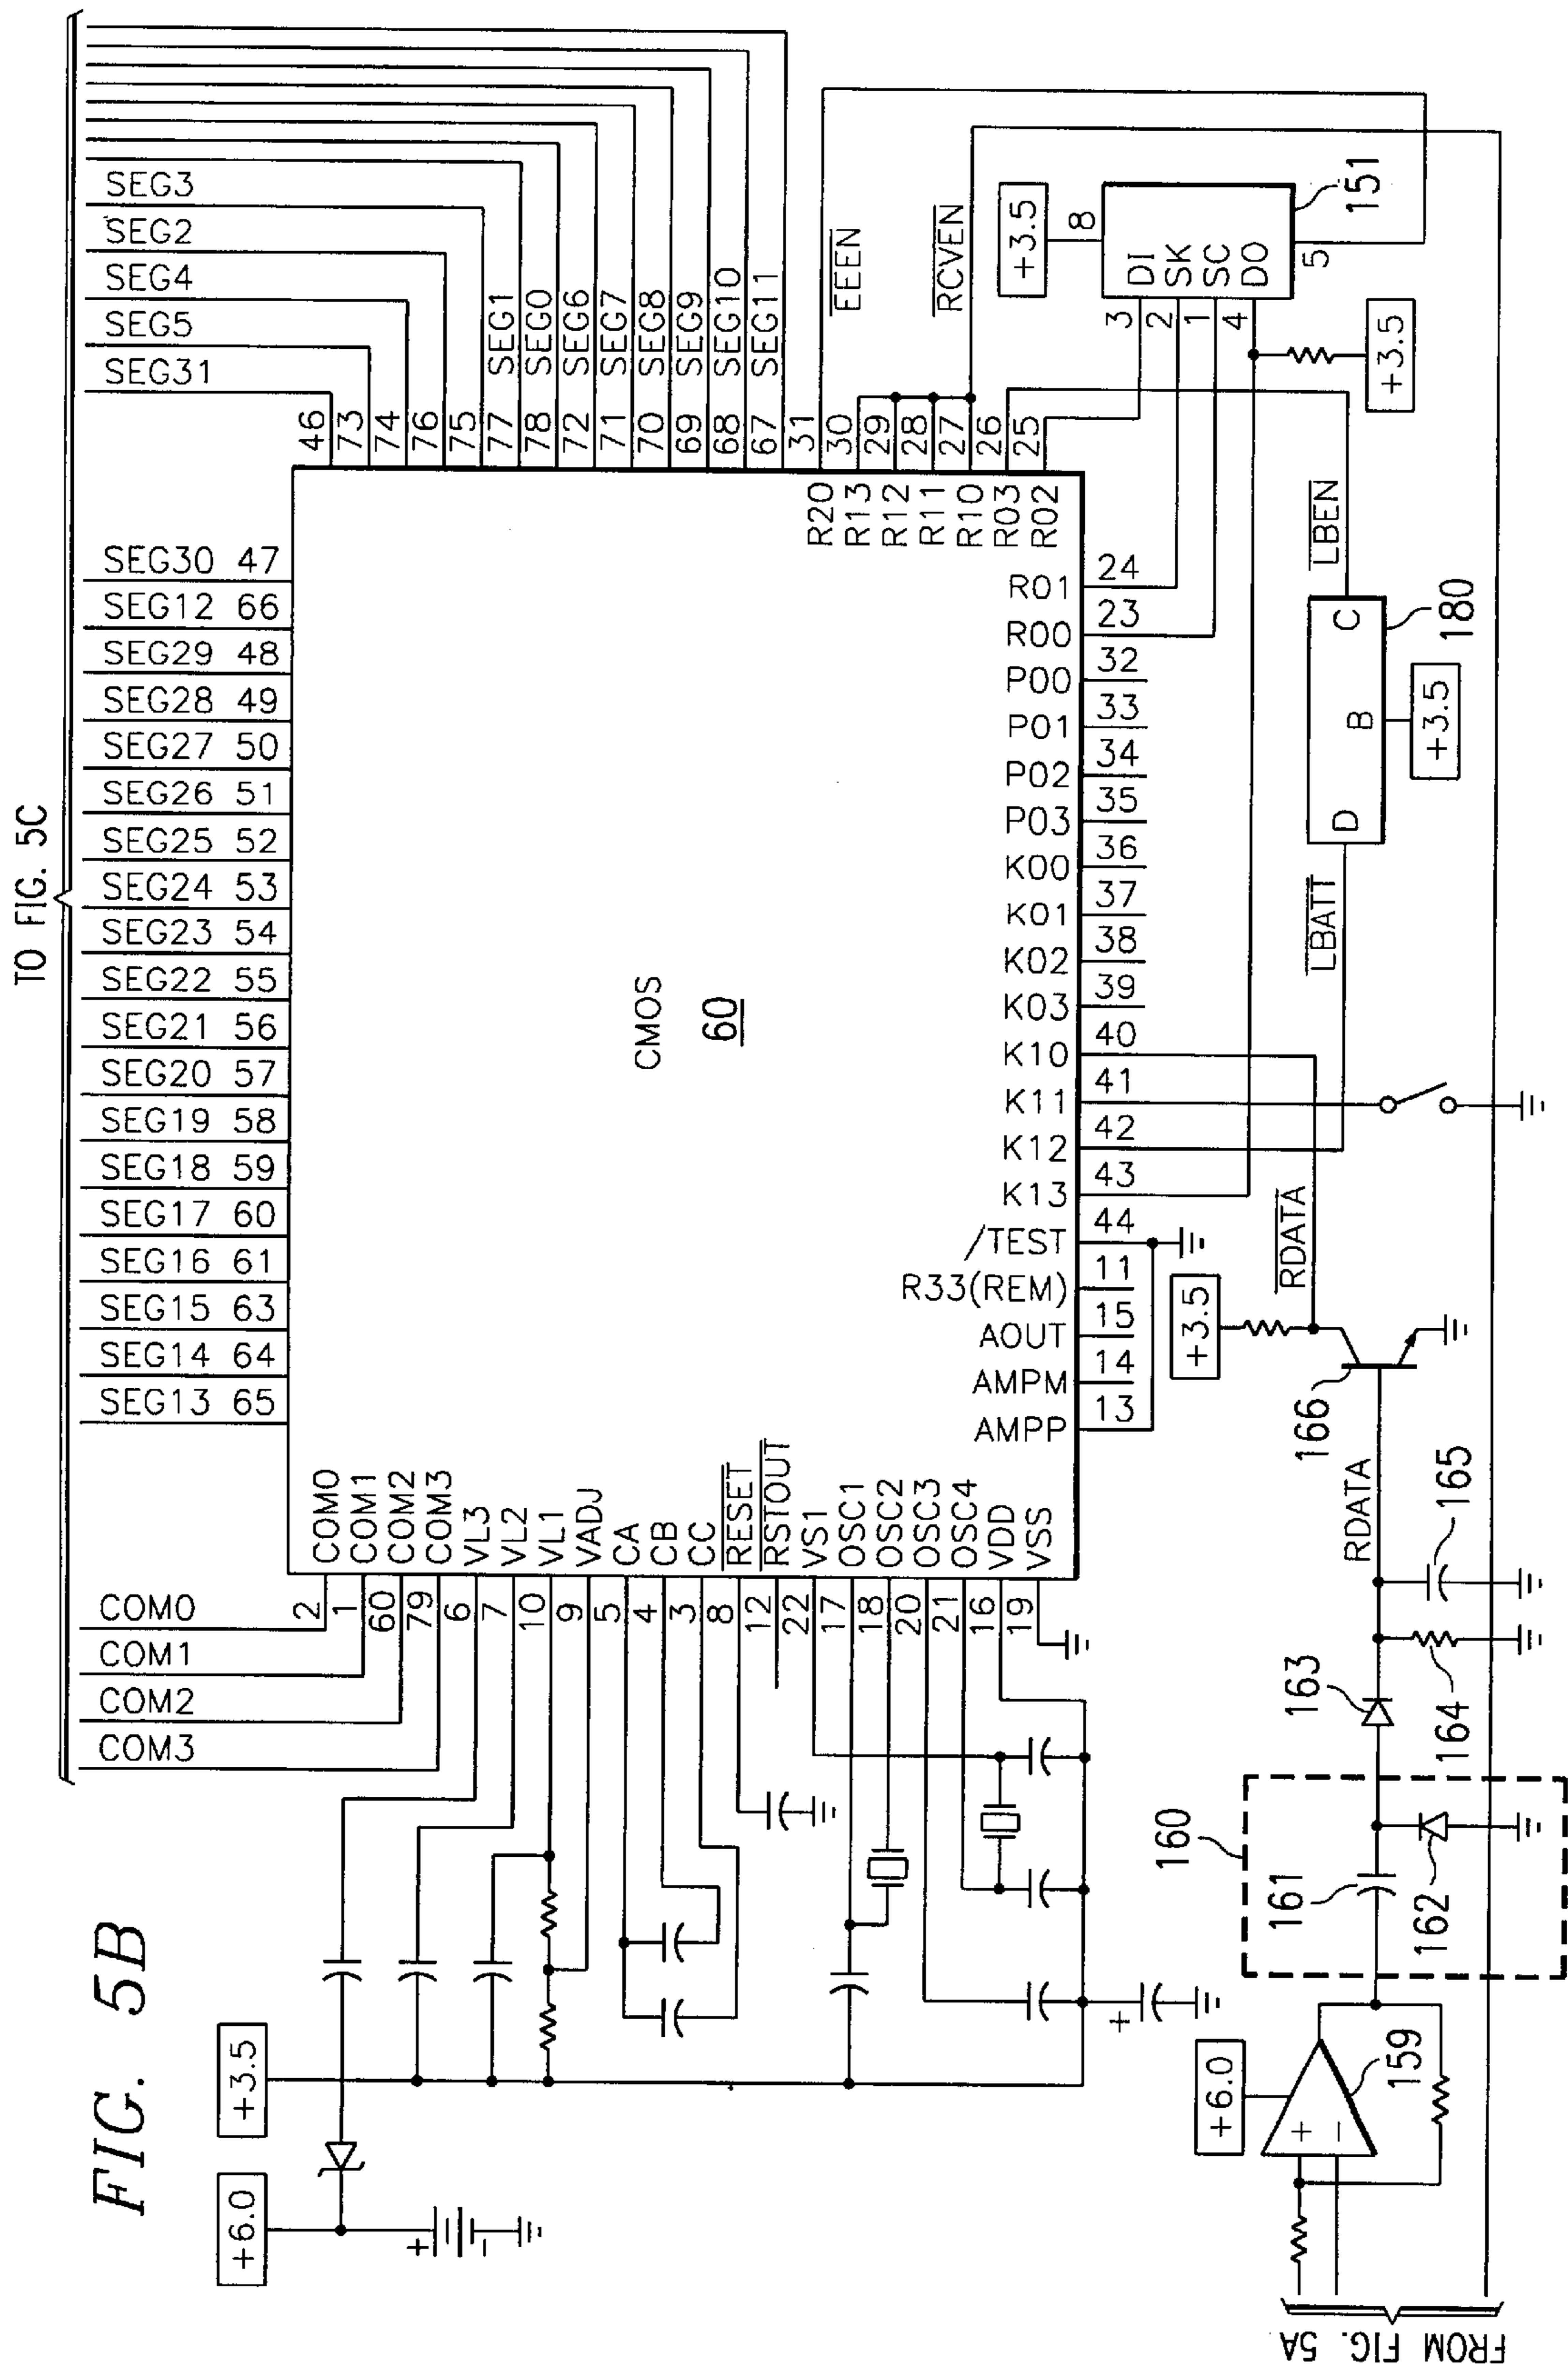 TO FIG. 5C
SEG3
SEG2
SEG4
SEG5
SEG31
46
73
74
76
75
77 SEG1
78 SEG0
72 SEG6
71 SEG7
70 SEG8
69 SEG9
68 SEG10
67 SEG11
31
30
29
28
27
26
25
EEEN
RCVEN
R20
R13
R12
R11
R10
R03
R02
SEG30 47
SEG12 66
SEG29 48
SEG28 49
SEG27 50
SEG26 51
SEG25 52
SEG24 53
SEG23 54
SEG22 55
SEG21 56
SEG20 57
SEG19 58
SEG18 59
SEG17 60
SEG16 61
SEG15 63
SEG14 64
SEG13 65
CMOS
60
R01 24
R00 23
P00 32
P01 33
P02 34
P03 35
K00 36
K01 37
K02 38
K03 39
K10 40
K11 41
K12 42
K13 43
/TEST 44
R33(REM) 11
AOUT 15
AMPM 14
AMPP 13
+3.5
8
3 DI
2 SK
1 SC
4 DO
5
151
+3.5
LBEN
C
B
D
180
+3.5
LBATT
RDATA
+3.5
166
RDATA
165
164
163
160
161
162
159
+6.0
+
−
COM0
COM1
COM2
COM3
2 COM0
1 COM1
60 COM2
79 COM3
6 VL3
7 VL2
10 VL1
9 VADJ
5 CA
4 CB
3 CC
8 RESET
12 RSTOUT
22 VS1
17 OSC1
18 OSC2
20 OSC3
21 OSC4
16 VDD
19 VSS
+
+3.5
+6.0
+
−
FIG. 5B
FROM FIG. 5A